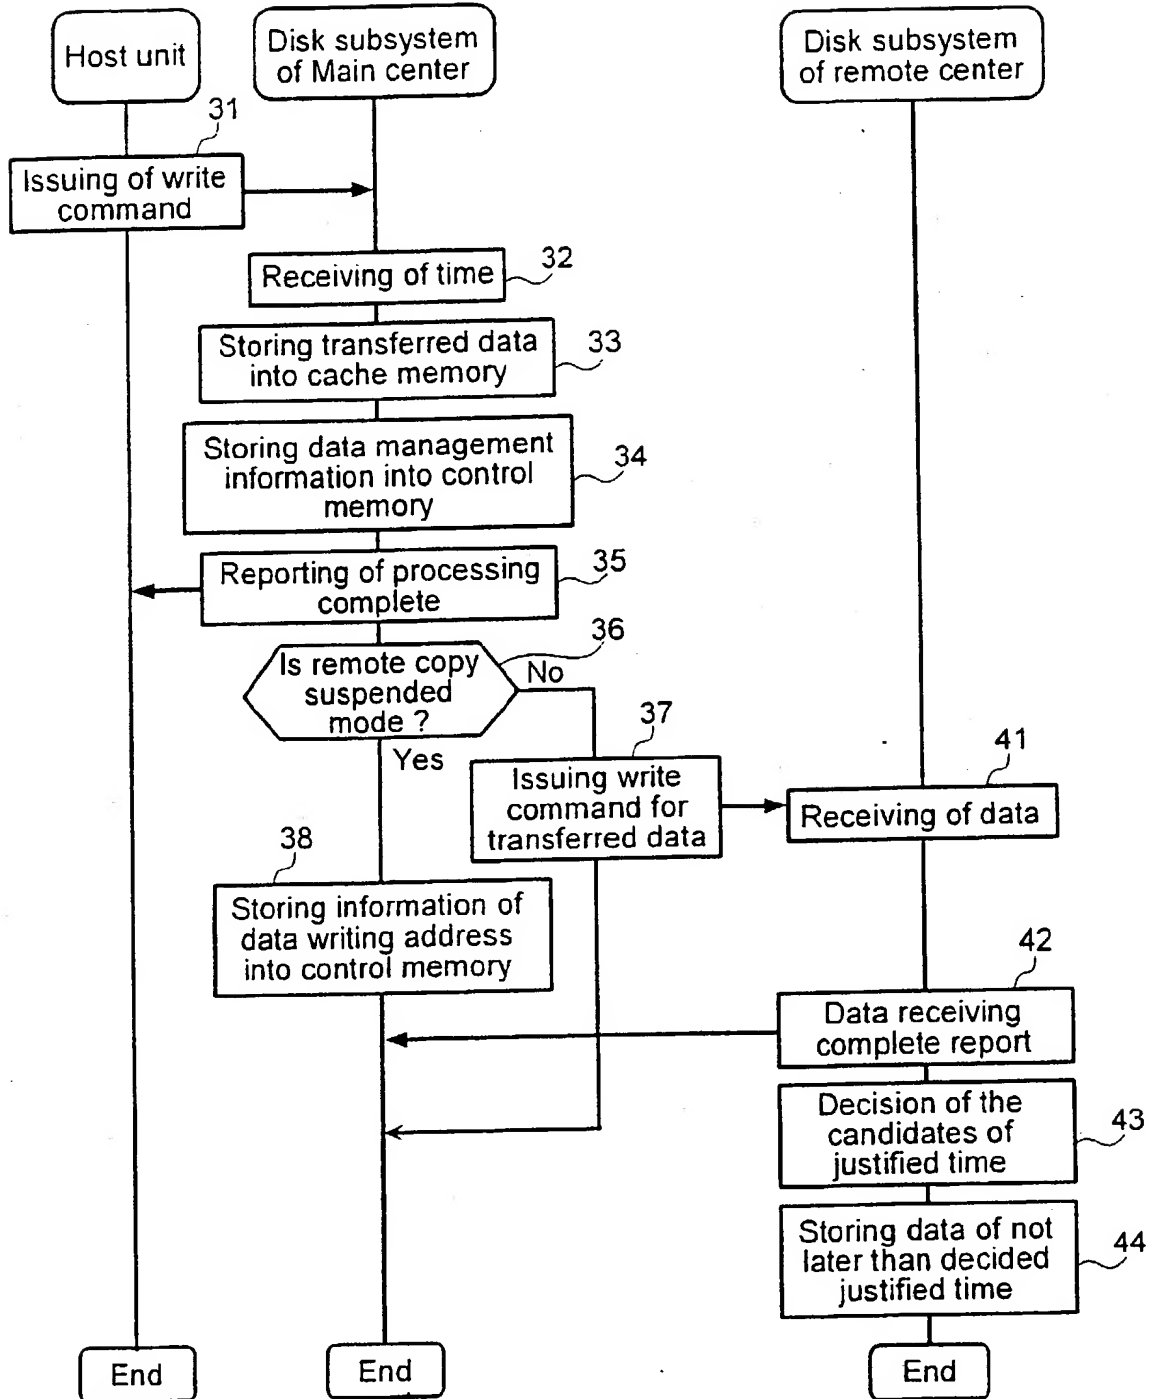 Host unit
Disk subsystem
of Main center
Disk subsystem
of remote center
31
Issuing of write
command
Receiving of time
32
Storing transferred data
into cache memory
33
Storing data management
information into control
memory
34
Reporting of processing
complete
35
36
Is remote copy
suspended
mode ?
No
Yes
37
Issuing write
command for
transferred data
41
Receiving of data
38
Storing information of
data writing address
into control memory
42
Data receiving
complete report
Decision of the
candidates of
justified time
43
Storing data of not
later than decided
justified time
44
End
End
End